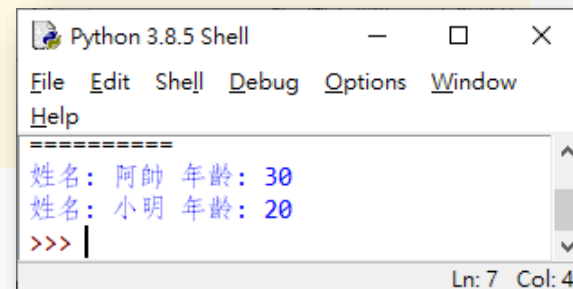 Python 3.8.5 Shell
File Edit Shell Debug Options Window
Help
==========
姓名: 阿帥 年齡: 30
姓名: 小明 年齡: 20
>>>
Ln: 7 Col: 4